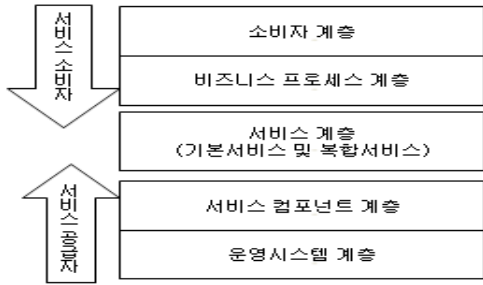 서비스 소비자
소비자 계층
비즈니스 프로세스 계층
서비스 계층
(기본서비스 및 복합서비스)
서비스 공급자
서비스 컴포넌트 계층
운영시스템 계층